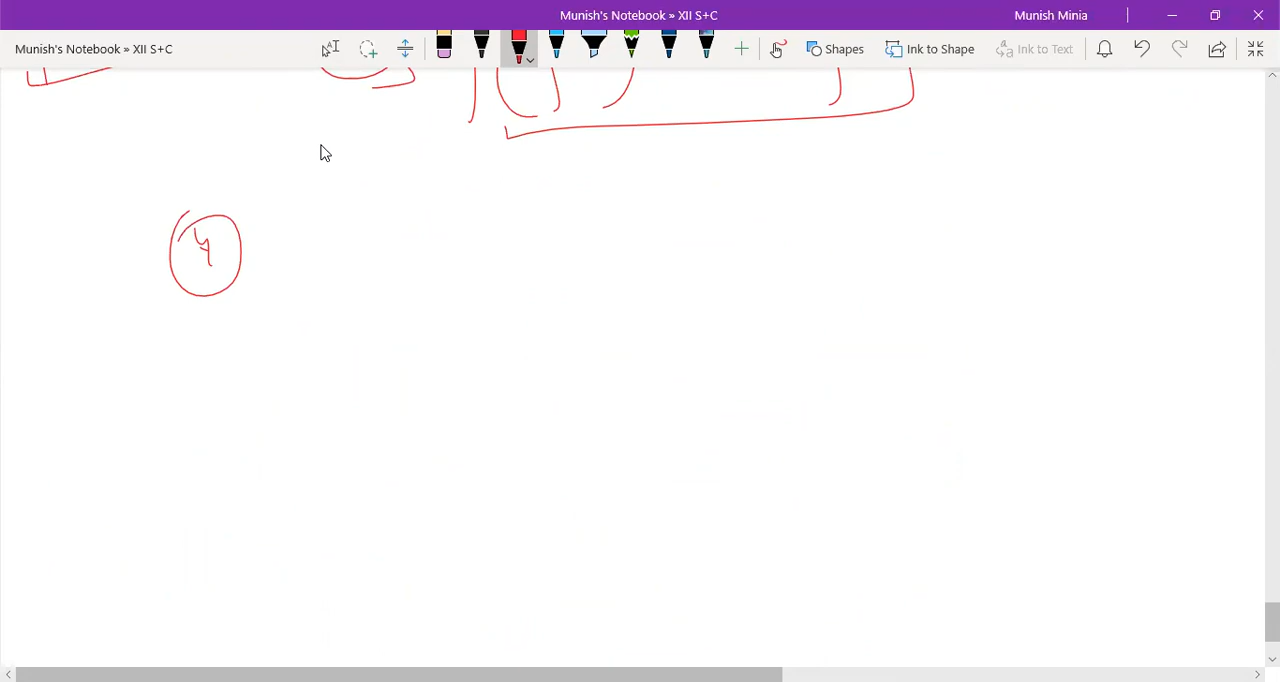 Munish's Notebook » XII S+C
Munish Minia
Munish's Notebook » XII S+C
Shapes
Ink to Shape
Ink to Text
4